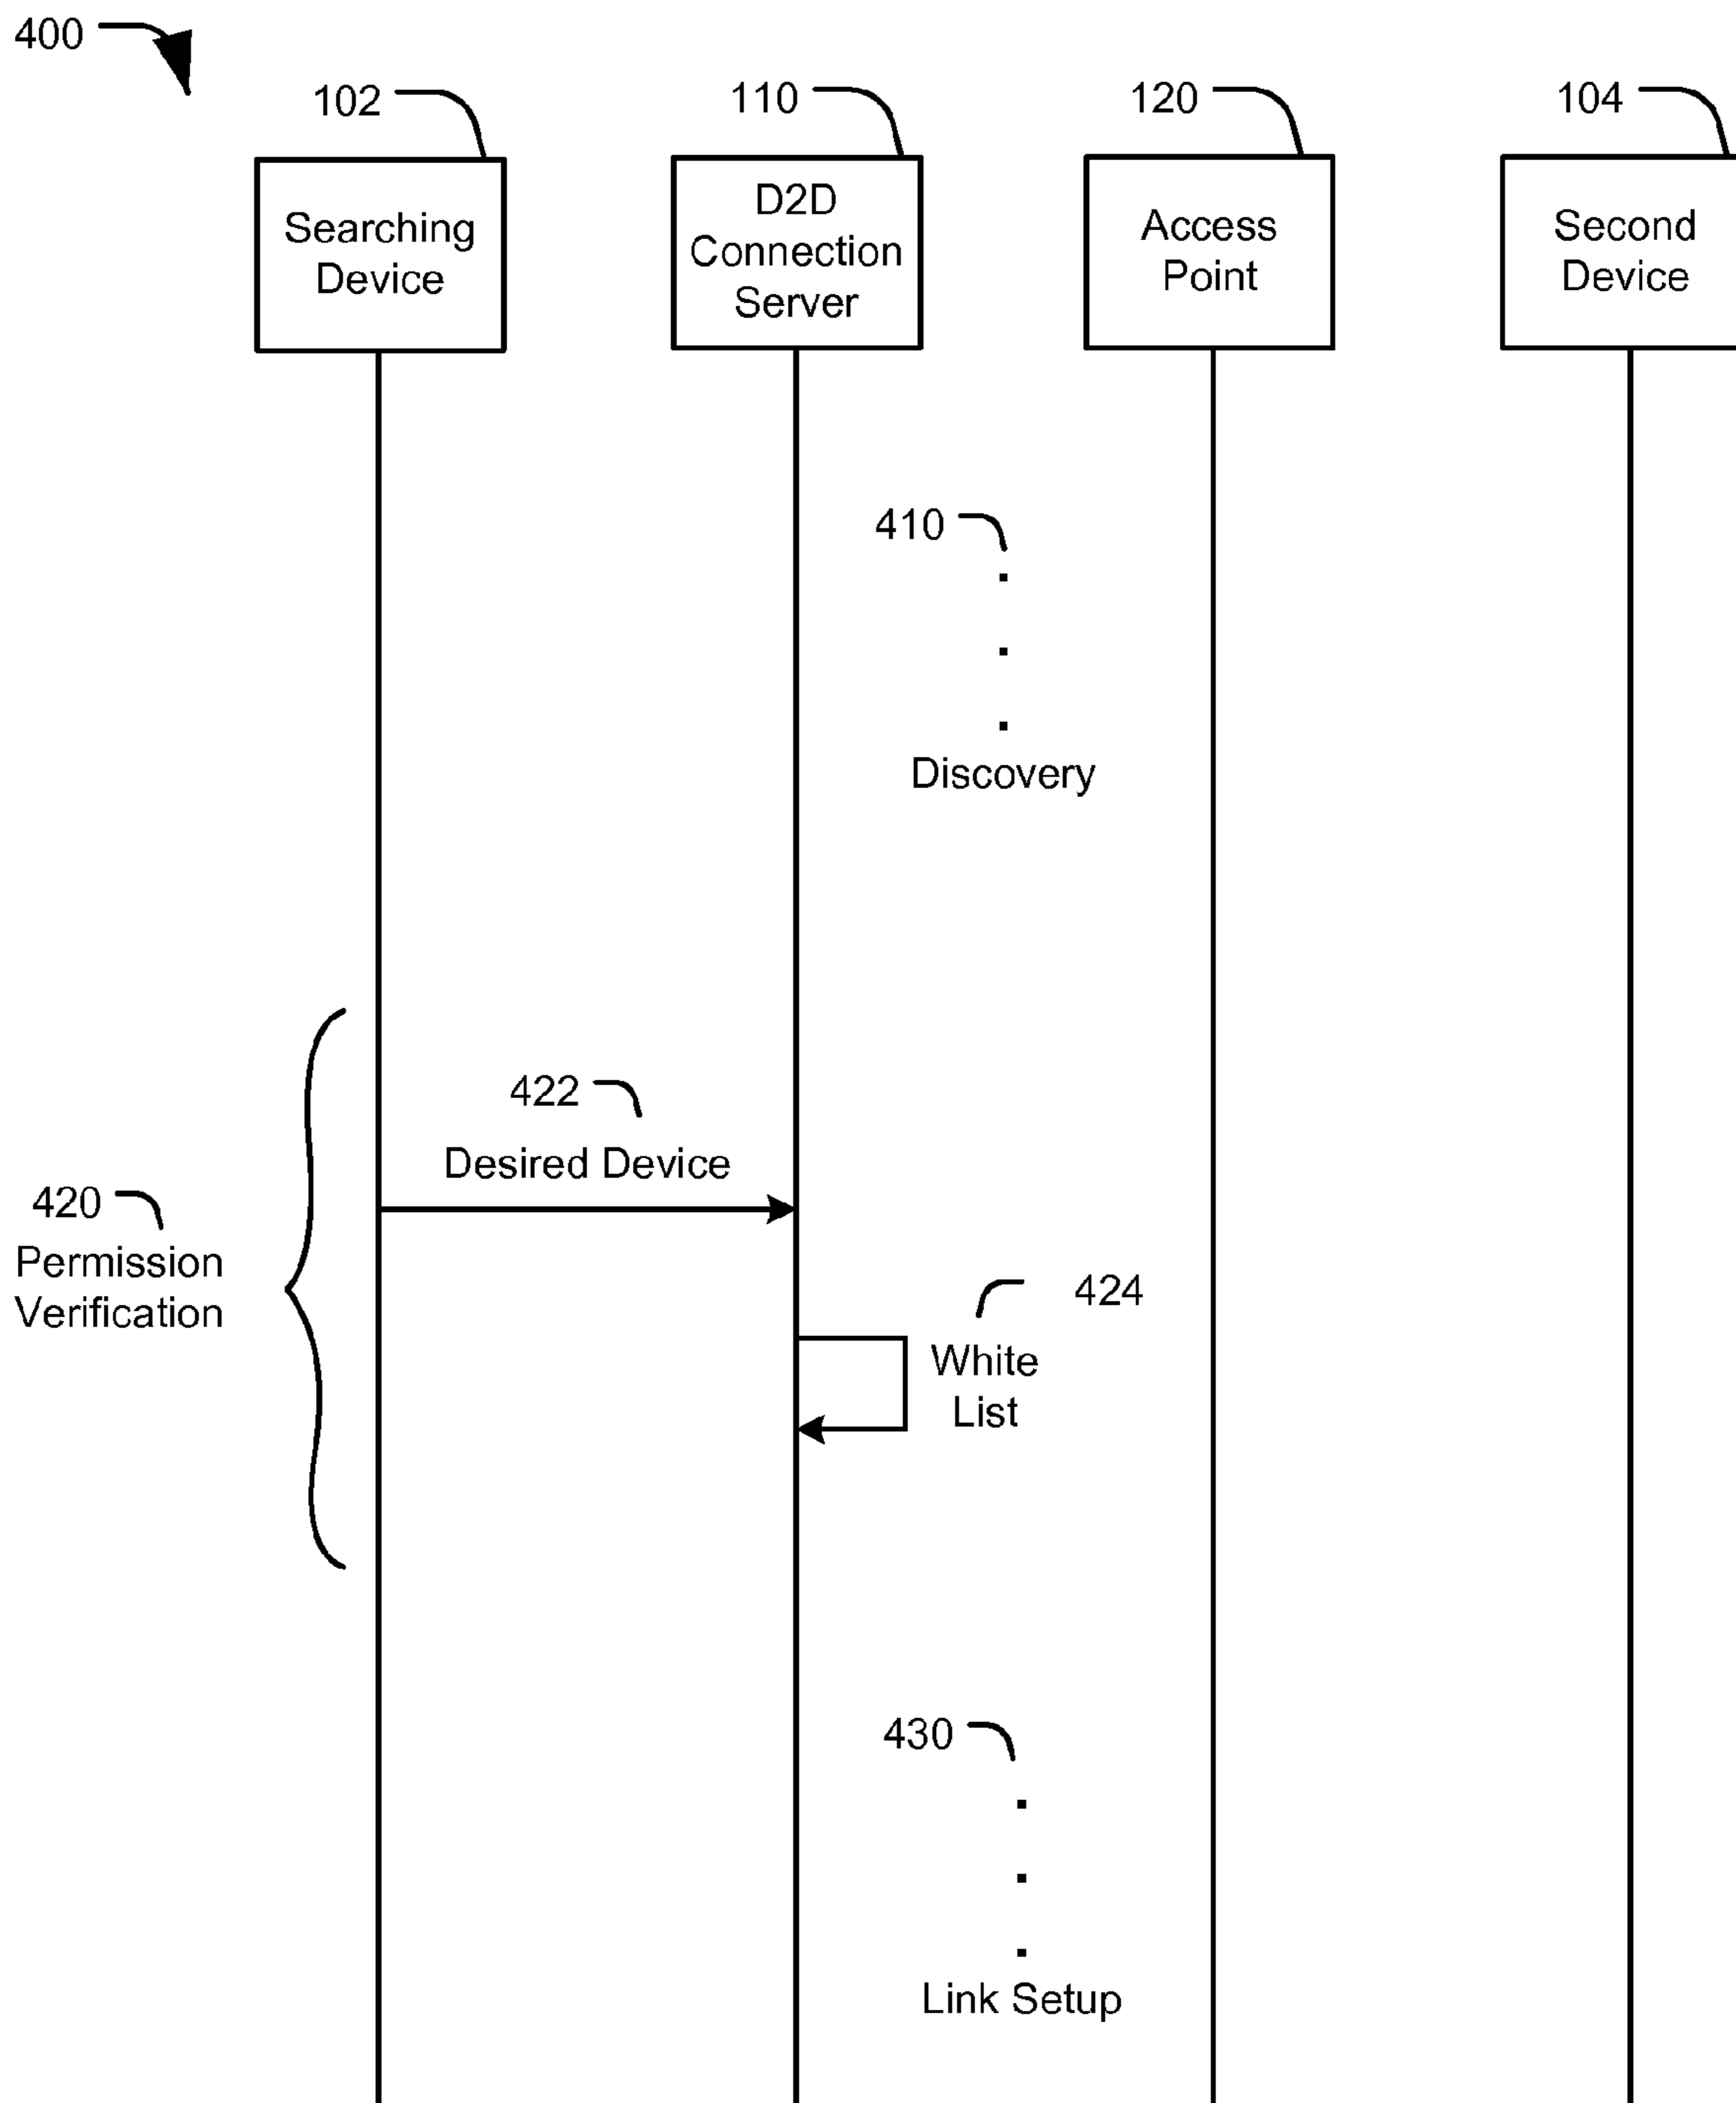 400
102
110
120
104
Searching
Device
D2D
Connection
Server
Access
Point
Second
Device
410
Discovery
422
Desired Device
420
Permission
Verification
424
White
List
430
Link Setup